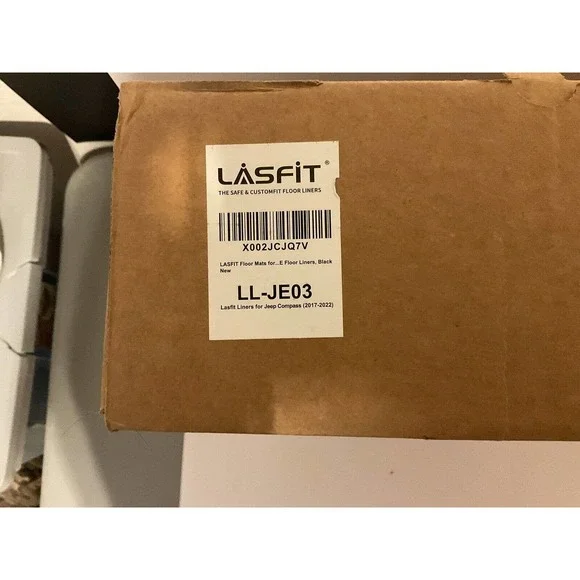 LASFIT®
THE SAFE & CUSTOMFIT FLOOR LINERS
X002JCJQ7V
LASFIT Floor Mats for...E Floor Liners, Black
New
LL-JE03
Lasfit Liners for Jeep Compass (2017-2022)